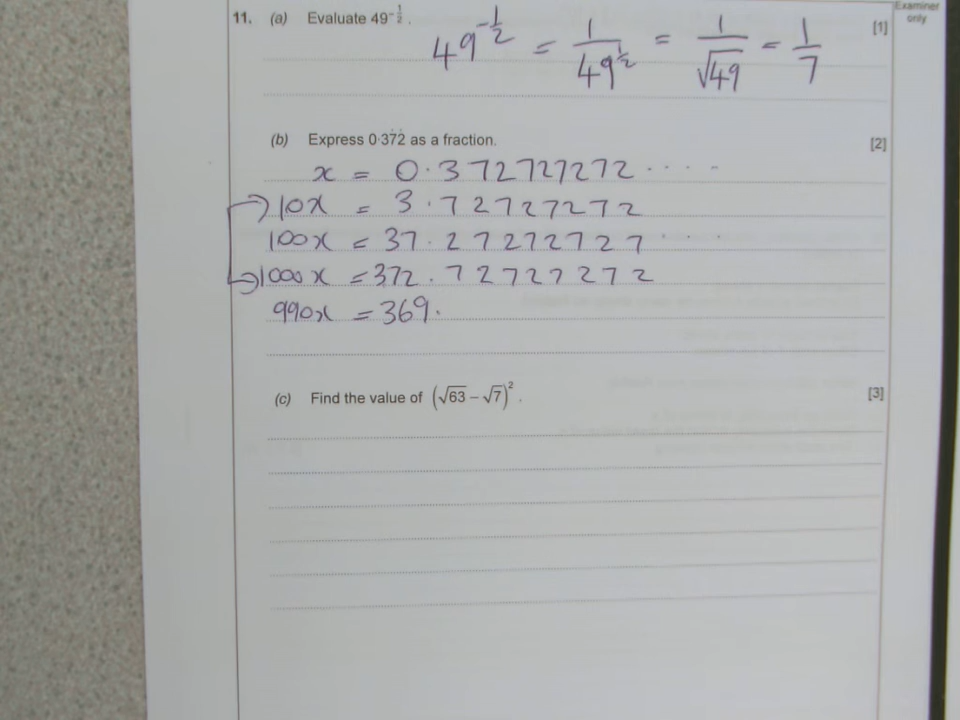 Examiner only
11. (a) Evaluate 49^{-1/2}. [1]
49^{-1/2} = 1/49^{1/2} = 1/√49 = 1/7
(b) Express 0·37̇2̇ as a fraction. [2]
x = 0.372727272....
10x = 3.72727272
100x = 37.27272727....
1000x = 372.72727272
990x = 369.
(c) Find the value of (√63 – √7)². [3]